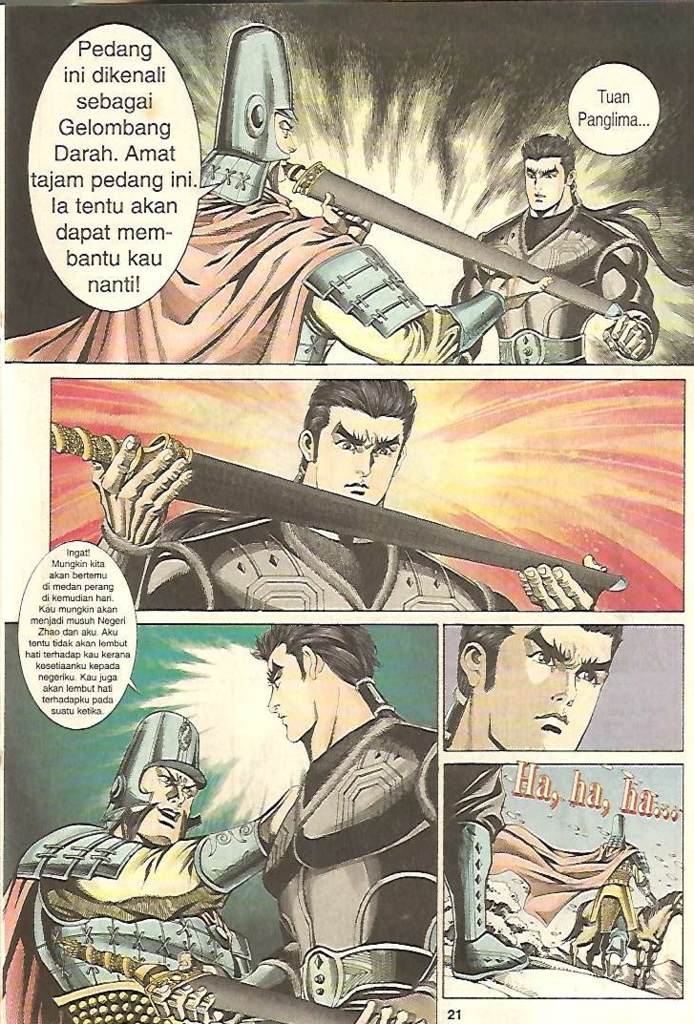 Pedang
ini dikenali
sebagai
Gelombang
Darah. Amat
tajam pedang ini.
Ia tentu akan
dapat mem-
bantu kau
nanti!
Tuan
Panglima...
Ingat!
Mungkin kita
akan bertemu
di medan perang
di kemudian hari.
Kau mungkin akan
menjadi musuh Negeri
Zhao dan aku. Aku
tentu tidak akan lembut
hati terhadap kau kerana
kesetiaanku kepada
negeriku. Kau juga
akan lembut hati
terhadapku pada
suatu ketika.
Ha, ha, ha...
21